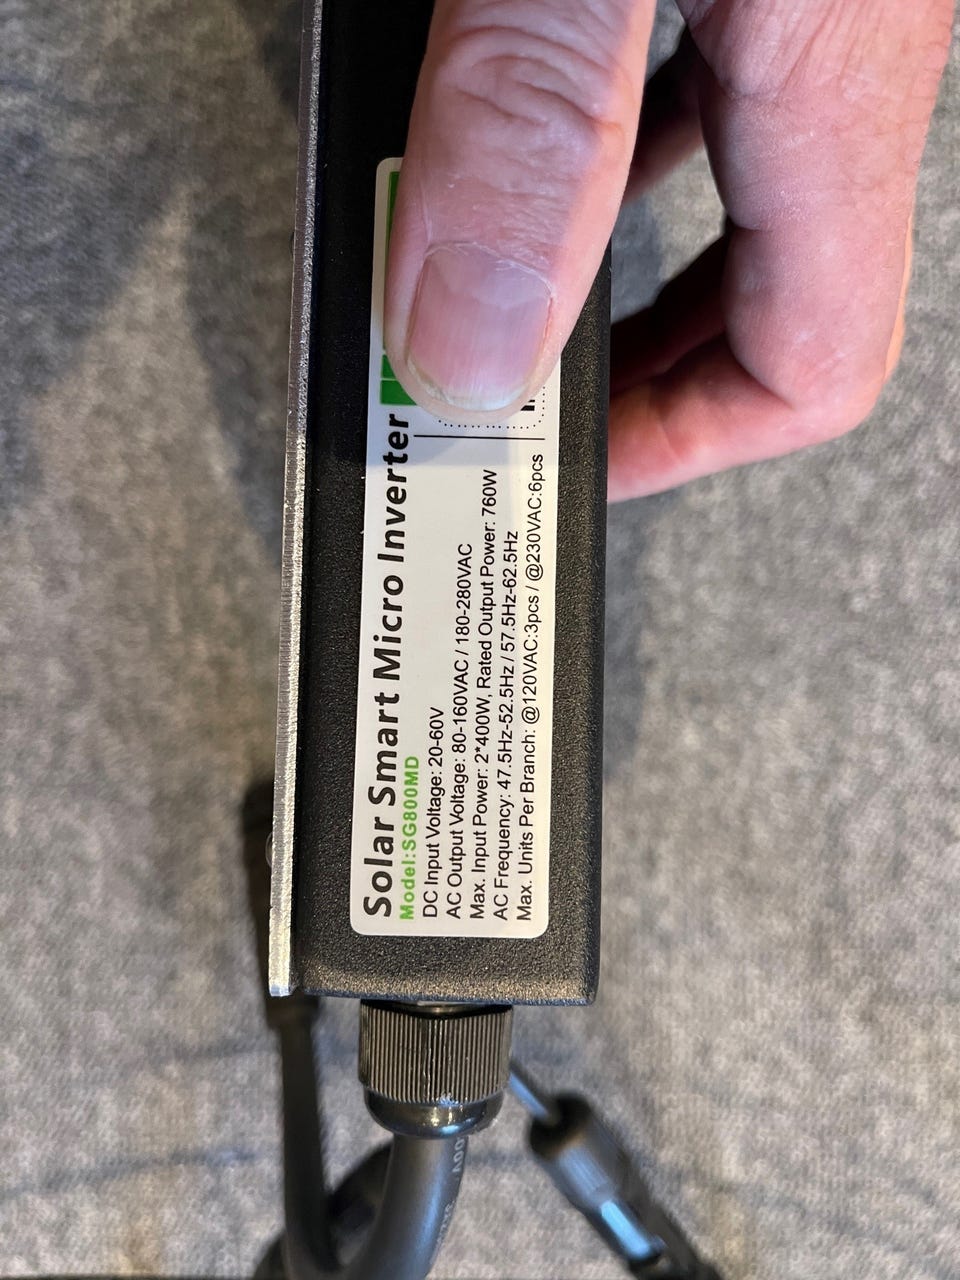 Solar Smart Micro Inverter
Model:SG800MD
DC Input Voltage: 20-60V
AC Output Voltage: 80-160VAC / 180-280VAC
Max. Input Power: 2*400W, Rated Output Power: 760W
AC Frequency: 47.5Hz-52.5Hz / 57.5Hz-62.5Hz
Max. Units Per Branch: @120VAC:3pcs / @230VAC:6pcs